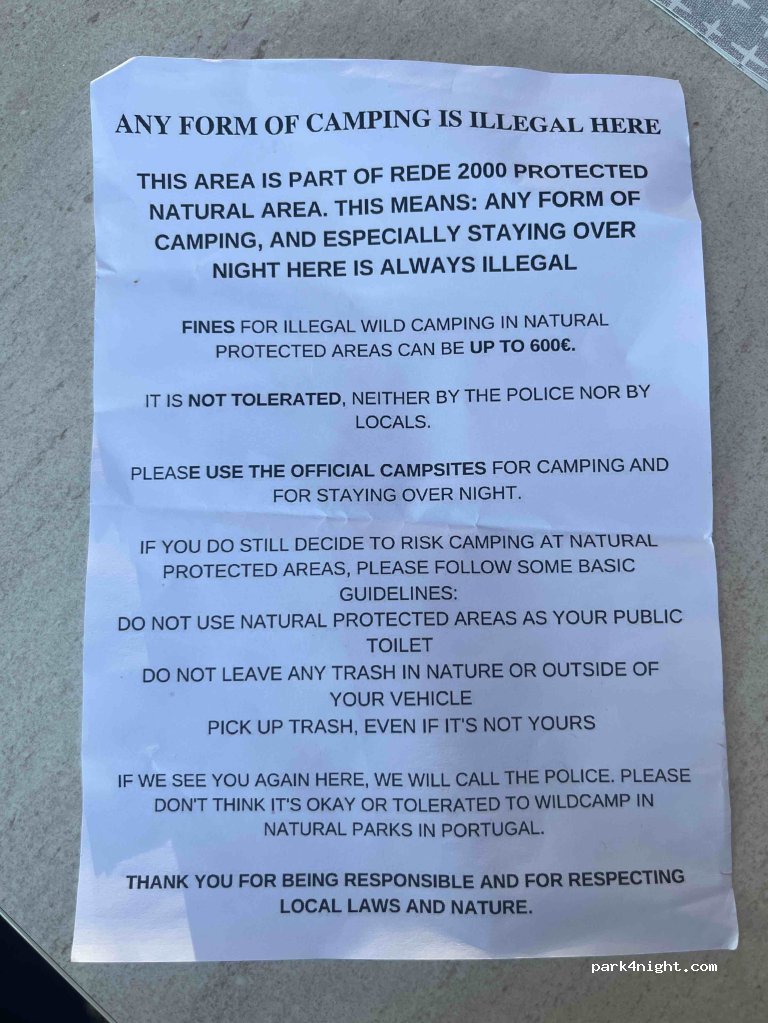 ANY FORM OF CAMPING IS ILLEGAL HERE
THIS AREA IS PART OF REDE 2000 PROTECTED
NATURAL AREA. THIS MEANS: ANY FORM OF
CAMPING, AND ESPECIALLY STAYING OVER
NIGHT HERE IS ALWAYS ILLEGAL
FINES FOR ILLEGAL WILD CAMPING IN NATURAL
PROTECTED AREAS CAN BE UP TO 600€.
IT IS NOT TOLERATED, NEITHER BY THE POLICE NOR BY
LOCALS.
PLEASE USE THE OFFICIAL CAMPSITES FOR CAMPING AND
FOR STAYING OVER NIGHT.
IF YOU DO STILL DECIDE TO RISK CAMPING AT NATURAL
PROTECTED AREAS, PLEASE FOLLOW SOME BASIC
GUIDELINES:
DO NOT USE NATURAL PROTECTED AREAS AS YOUR PUBLIC
TOILET
DO NOT LEAVE ANY TRASH IN NATURE OR OUTSIDE OF
YOUR VEHICLE
PICK UP TRASH, EVEN IF IT'S NOT YOURS
IF WE SEE YOU AGAIN HERE, WE WILL CALL THE POLICE. PLEASE
DON'T THINK IT'S OKAY OR TOLERATED TO WILDCAMP IN
NATURAL PARKS IN PORTUGAL.
THANK YOU FOR BEING RESPONSIBLE AND FOR RESPECTING
LOCAL LAWS AND NATURE.
park4night.com